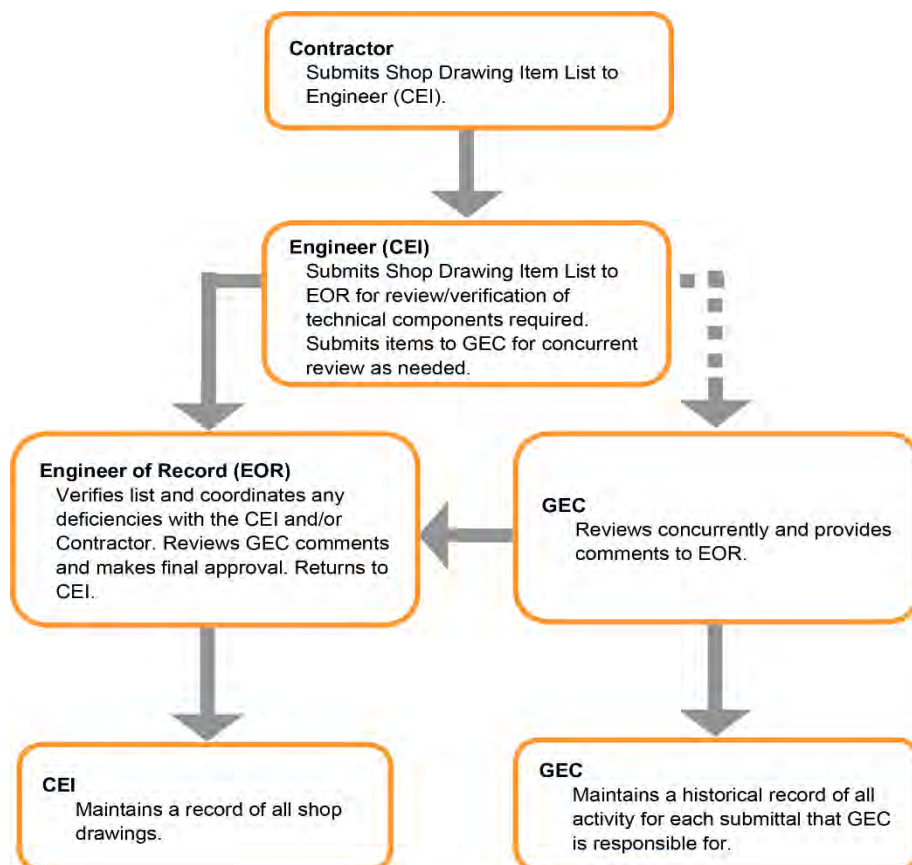 Contractor
Submits Shop Drawing Item List to
Engineer (CEI).
Engineer (CEI)
Submits Shop Drawing Item List to
EOR for review/verification of
technical components required.
Submits items to GEC for concurrent
review as needed.
Engineer of Record (EOR)
Verifies list and coordinates any
deficiencies with the CEI and/or
Contractor. Reviews GEC comments
and makes final approval. Returns to
CEI.
GEC
Reviews concurrently and provides
comments to EOR.
CEI
Maintains a record of all shop
drawings.
GEC
Maintains a historical record of all
activity for each submittal that GEC
is responsible for.